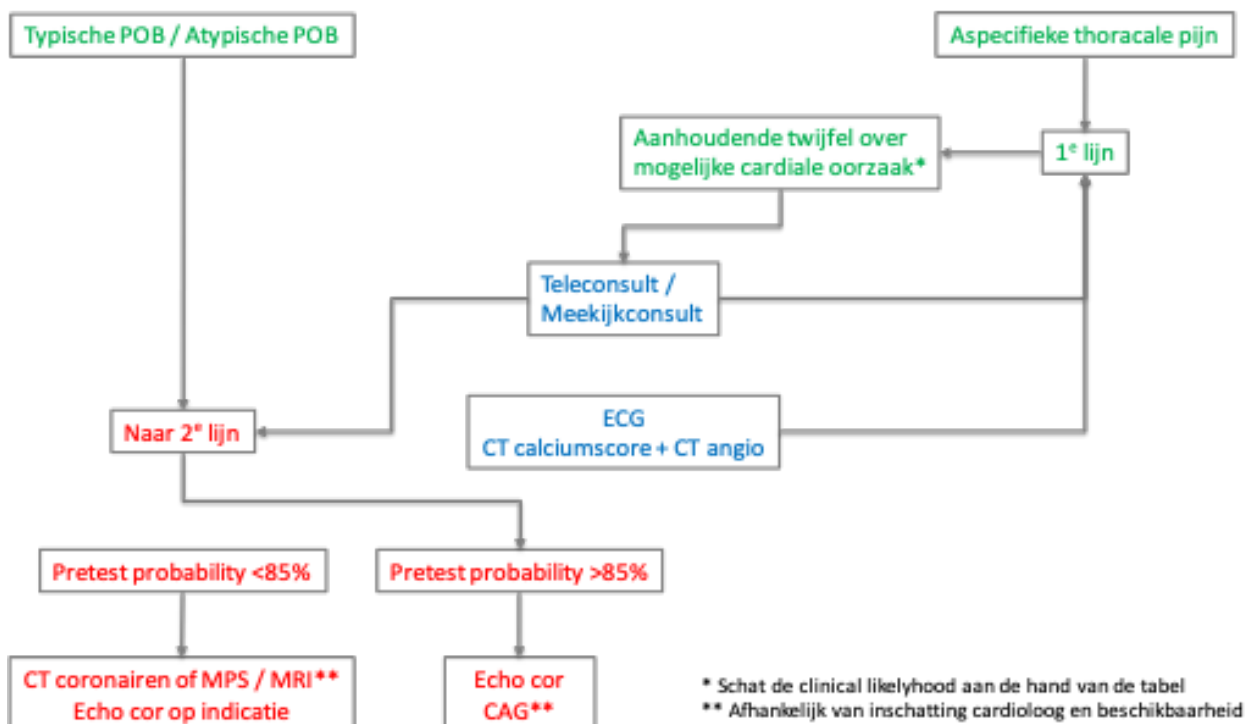 Typische POB / Atypische POB
Aspecifieke thoracale pijn
Aanhoudende twijfel over
mogelijke cardiale oorzaak*
1e lijn
Teleconsult /
Meekijkconsult
Naar 2e lijn
ECG
CT calciumscore + CT angio
Pretest probability <85%
Pretest probability >85%
CT coronairen of MPS / MRI**
Echo cor op indicatie
Echo cor
CAG**
* Schat de clinical likelyhood aan de hand van de tabel
** Afhankelijk van inschatting cardioloog en beschikbaarheid